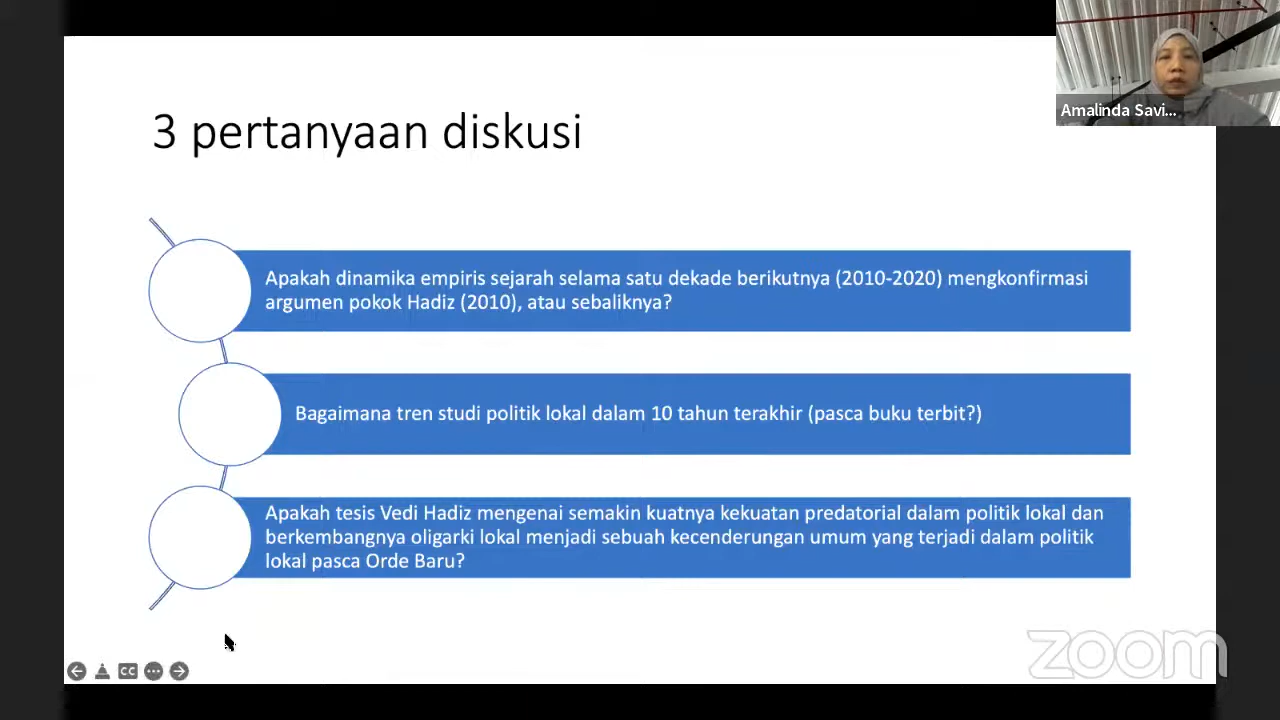 3 pertanyaan diskusi
Amalinda Savi...
Apakah dinamika empiris sejarah selama satu dekade berikutnya (2010-2020) mengkonfirmasi
argumen pokok Hadiz (2010), atau sebaliknya?
Bagaimana tren studi politik lokal dalam 10 tahun terakhir (pasca buku terbit?)
Apakah tesis Vedi Hadiz mengenai semakin kuatnya kekuatan predatorial dalam politik lokal dan
berkembangnya oligarki lokal menjadi sebuah kecenderungan umum yang terjadi dalam politik
lokal pasca Orde Baru?
CC
zoom